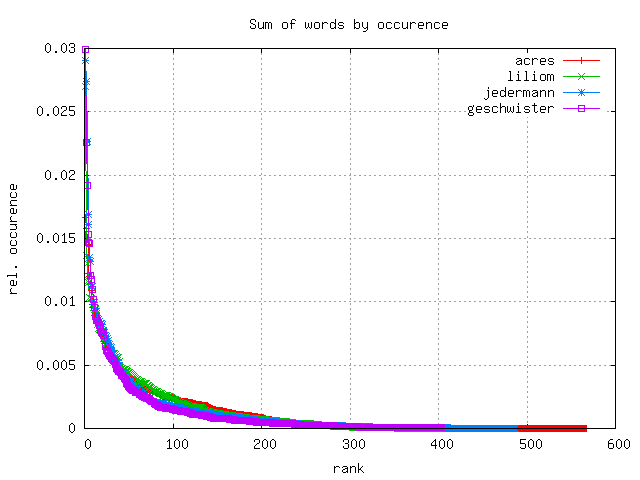 Sum of words by occurence
0.03
0.025
0.02
0.015
0.01
0.005
0
rel. occurence
acres
liliom
jedermann
geschwister
0 100 200 300 400 500 600
rank